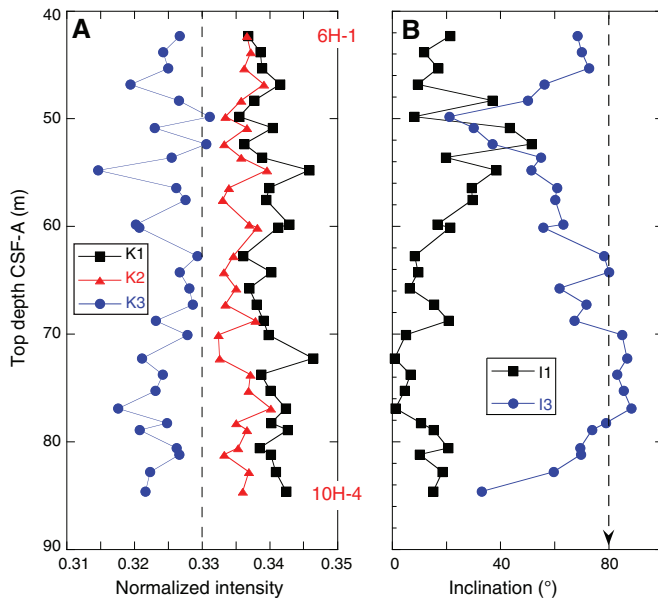 A
B
6H-1
10H-4
K1
K2
K3
I1
I3
40
50
60
70
80
90
Top depth CSF-A (m)
0.31
0.32
0.33
0.34
0.35
0
40
80
Normalized intensity
Inclination (°)